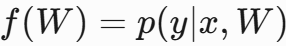 f(W) = p(y|x, W)